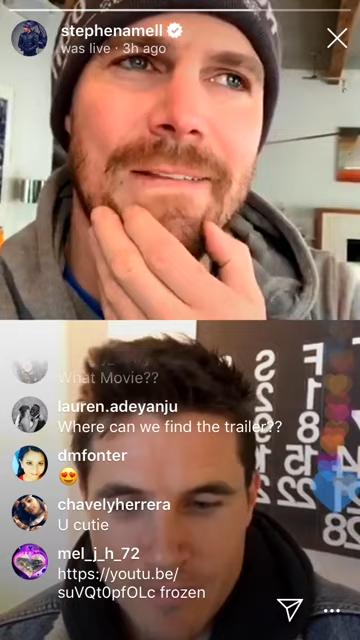 stephenamell
was live · 3h ago
What Movie??
lauren.adeyanju
Where can we find the trailer??
dmfonter
😍
chavelyherrera
U cutie
mel_j_h_72
https://youtu.be/
suVQt0pfOLc frozen